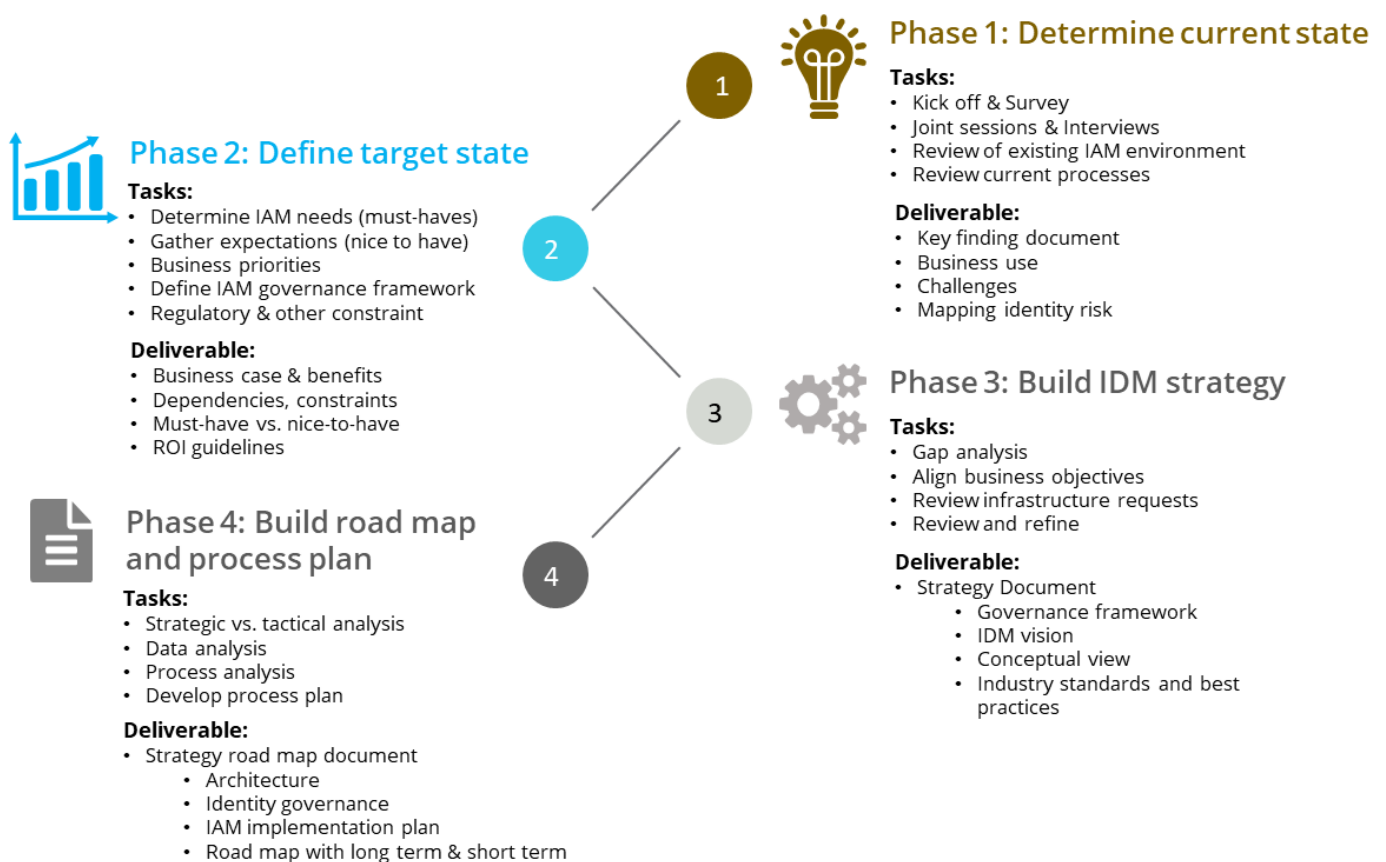 1
Phase 1: Determine current state
Tasks:
• Kick off & Survey
• Joint sessions & Interviews
• Review of existing IAM environment
• Review current processes
Deliverable:
• Key finding document
• Business use
• Challenges
• Mapping identity risk
2
Phase 2: Define target state
Tasks:
• Determine IAM needs (must-haves)
• Gather expectations (nice to have)
• Business priorities
• Define IAM governance framework
• Regulatory & other constraint
Deliverable:
• Business case & benefits
• Dependencies, constraints
• Must-have vs. nice-to-have
• ROI guidelines
3
Phase 3: Build IDM strategy
Tasks:
• Gap analysis
• Align business objectives
• Review infrastructure requests
• Review and refine
Deliverable:
• Strategy Document
• Governance framework
• IDM vision
• Conceptual view
• Industry standards and best
practices
4
Phase 4: Build road map
and process plan
Tasks:
• Strategic vs. tactical analysis
• Data analysis
• Process analysis
• Develop process plan
Deliverable:
• Strategy road map document
• Architecture
• Identity governance
• IAM implementation plan
• Road map with long term & short term